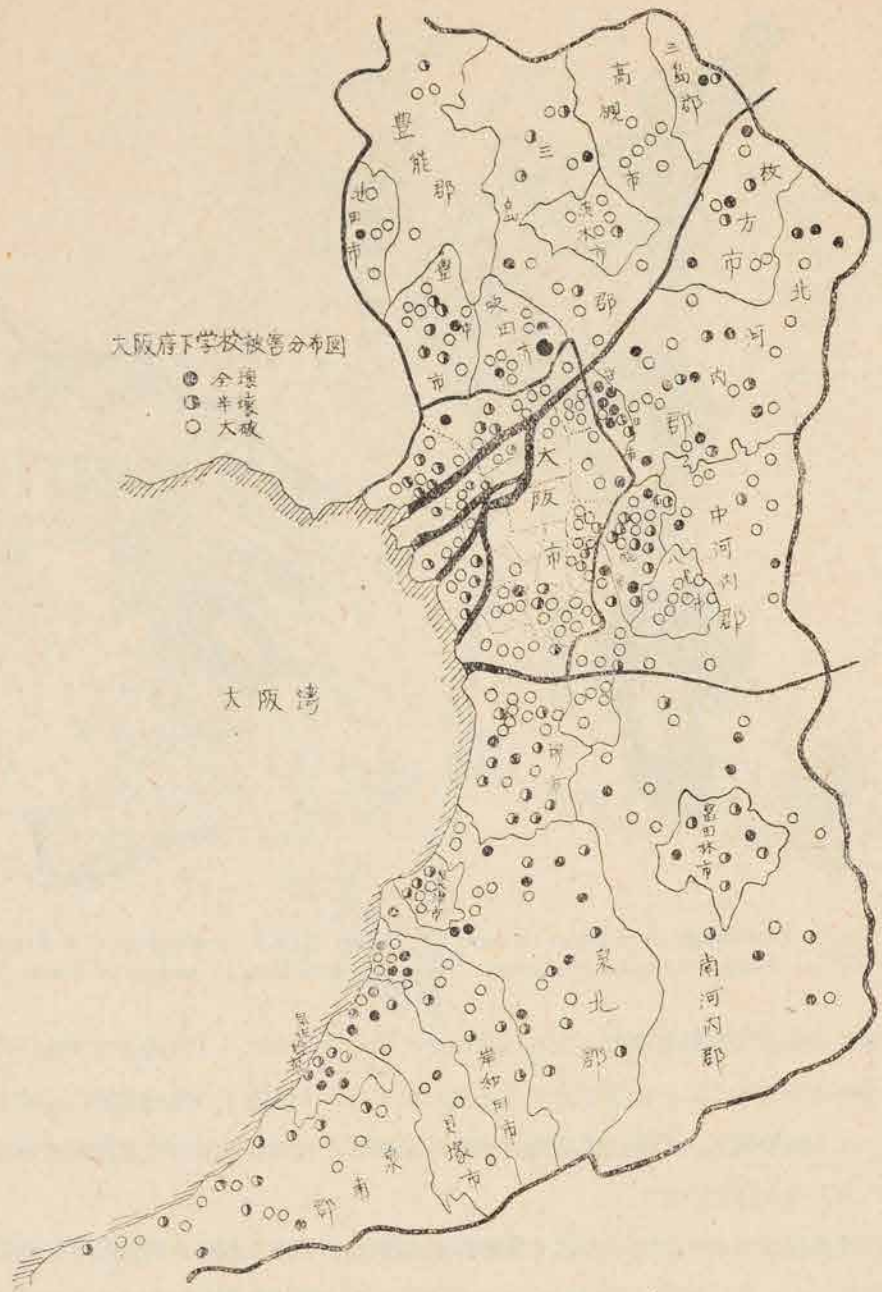 大阪府下学校被害分布図
全壊
半壊
大破
三島郡
高槻市
豊能郡
三島郡
茨木市
枚方市
池田市
豊中市
吹田市
北河内郡
大阪市
中河内郡
大阪湾
堺市
富田林市
泉北郡
南河内郡
岸和田市
貝塚市
泉南郡